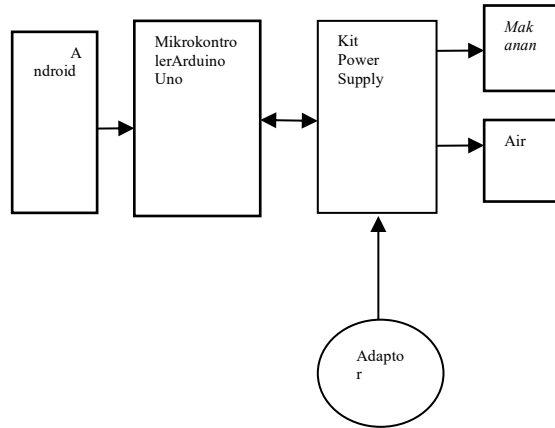 A
ndroid
Mikrokontro
lerArduino
Uno
Kit
Power
Supply
Mak
anan
Air
Adapto
r